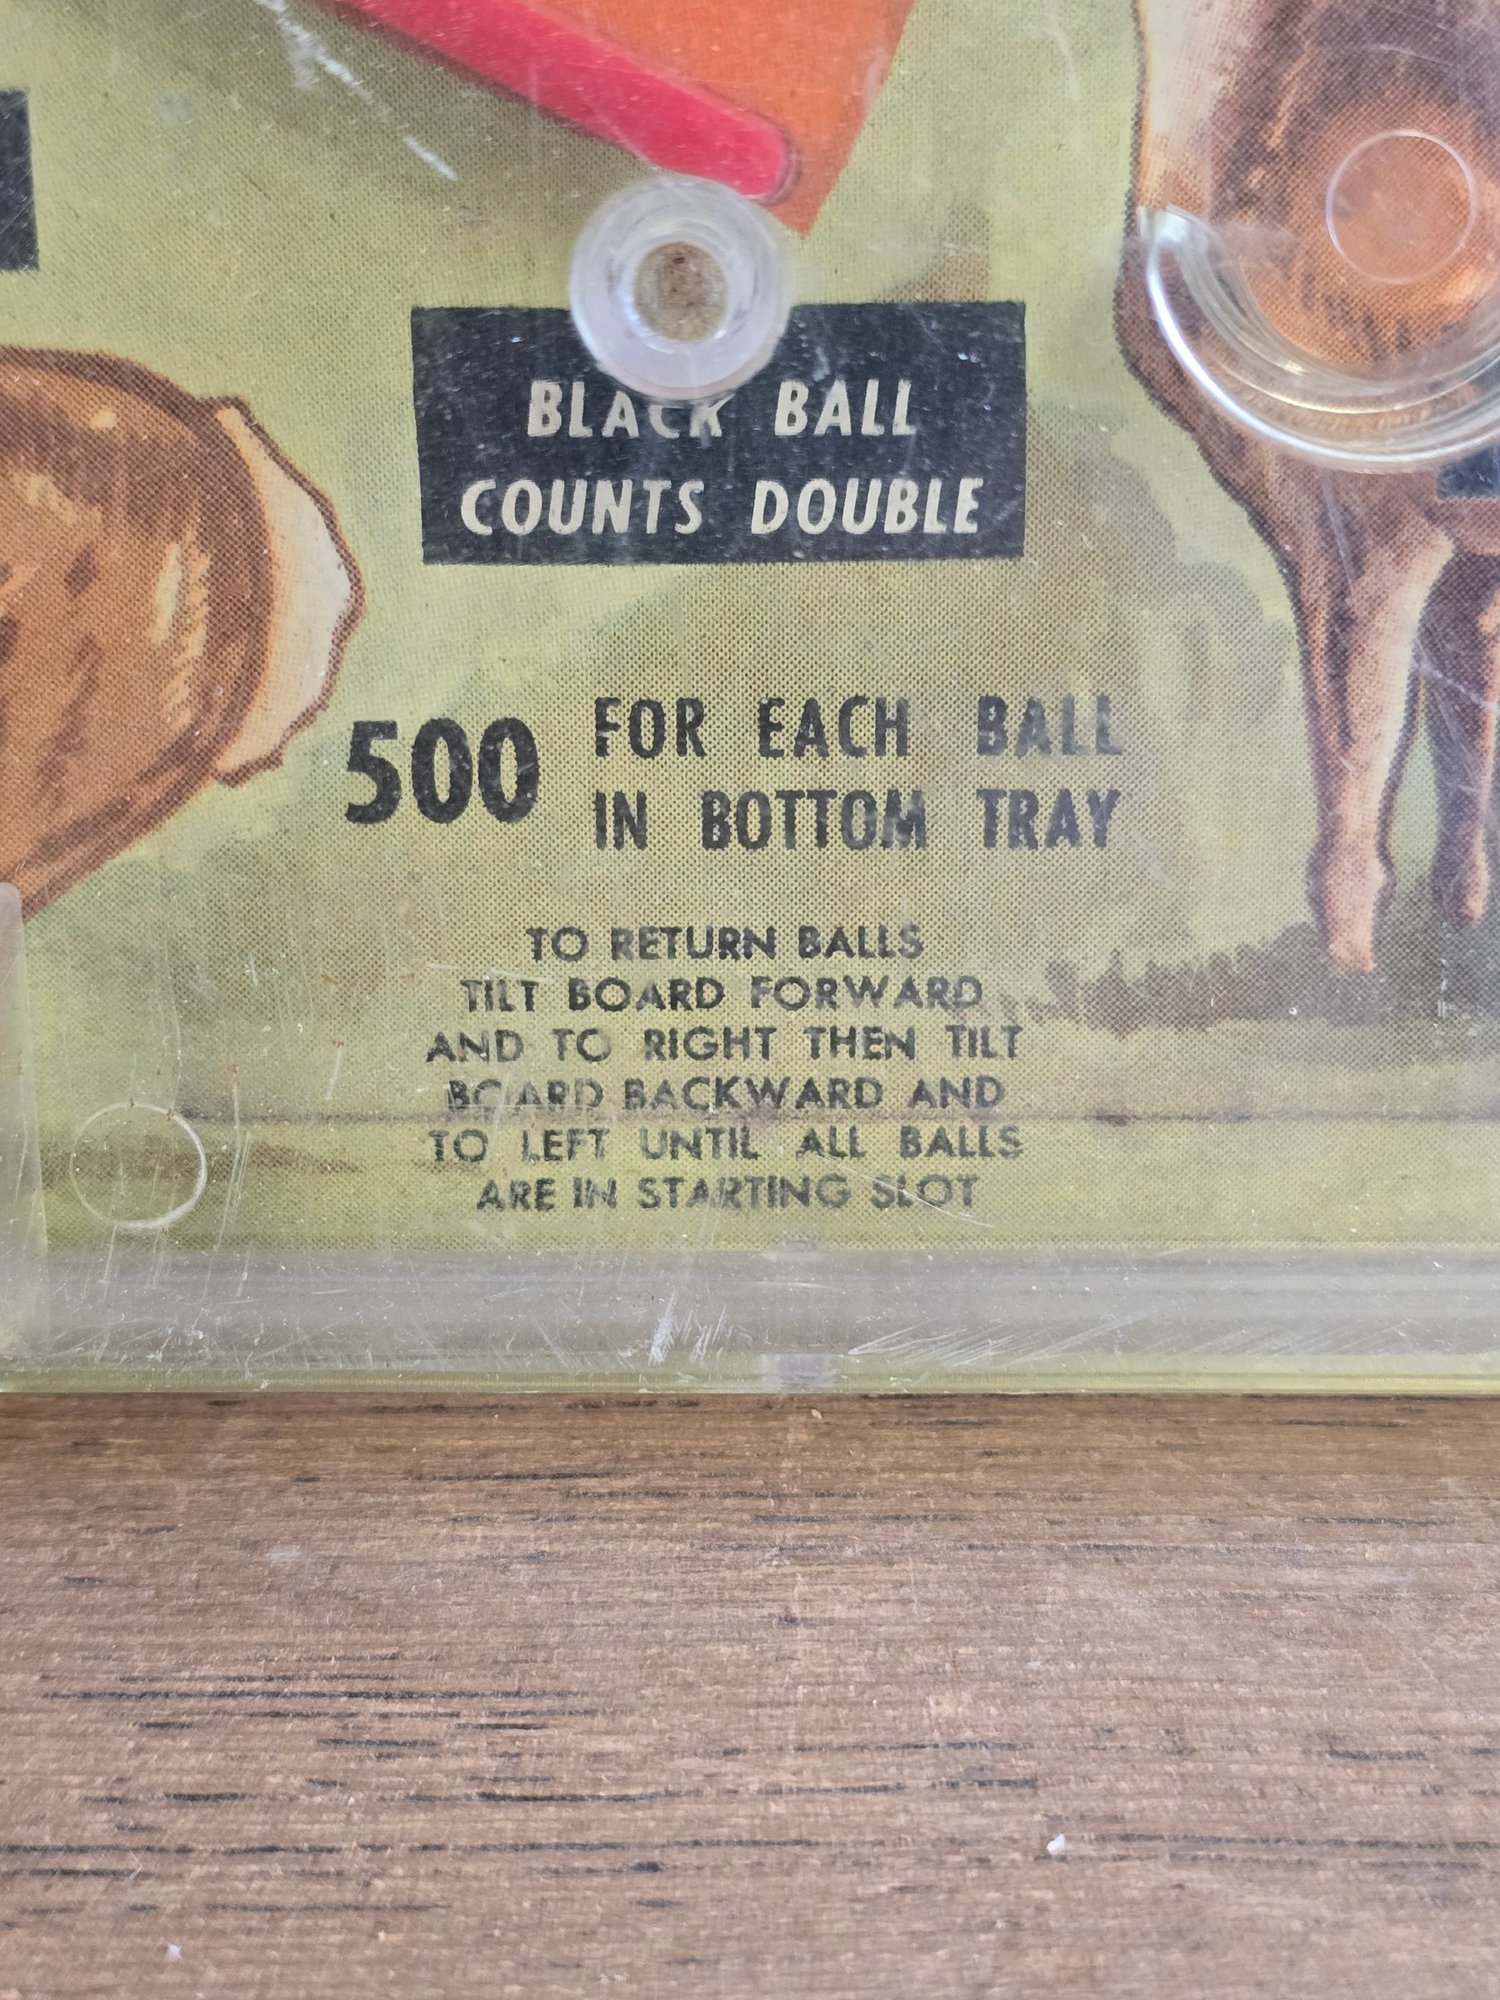 BLACK BALL
COUNTS DOUBLE
500 FOR EACH BALL
IN BOTTOM TRAY
TO RETURN BALLS
TILT BOARD FORWARD
AND TO RIGHT THEN TILT
BOARD BACKWARD AND
TO LEFT UNTIL ALL BALLS
ARE IN STARTING SLOT